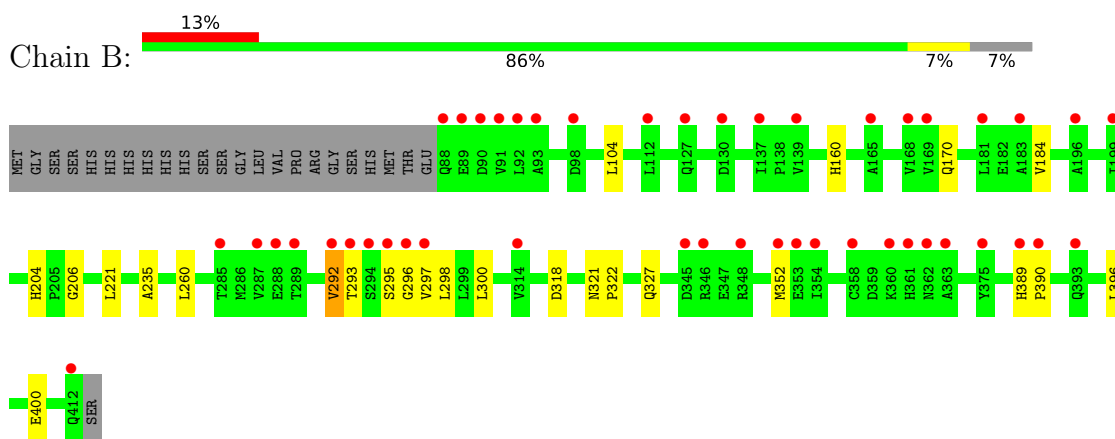 13%
Chain B:
86% 7% 7%
MET GLY SER SER HIS HIS HIS HIS HIS HIS SER SER GLY LEU VAL PRO ARG GLY SER HIS MET THR GLU Q88 E89 D90 V91 L92 A93 D98 L104 L112 Q127 D130 I137 P138 V139 H160 A165 V168 V169 Q170 L181 E182 A183 V184 A196
H204 P205 G206 L221 A235 L260 T285 M286 V287 E288 T289 V292 T293 S294 S295 G296 V297 L298 L299 L300 V314 D318 N321 P322 Q327 D345 R346 E347 R348 M352 E353 I354 C358 D359 K360 H361 N362 A363 Y375 H389 P390 Q393
E400 Q412 SER